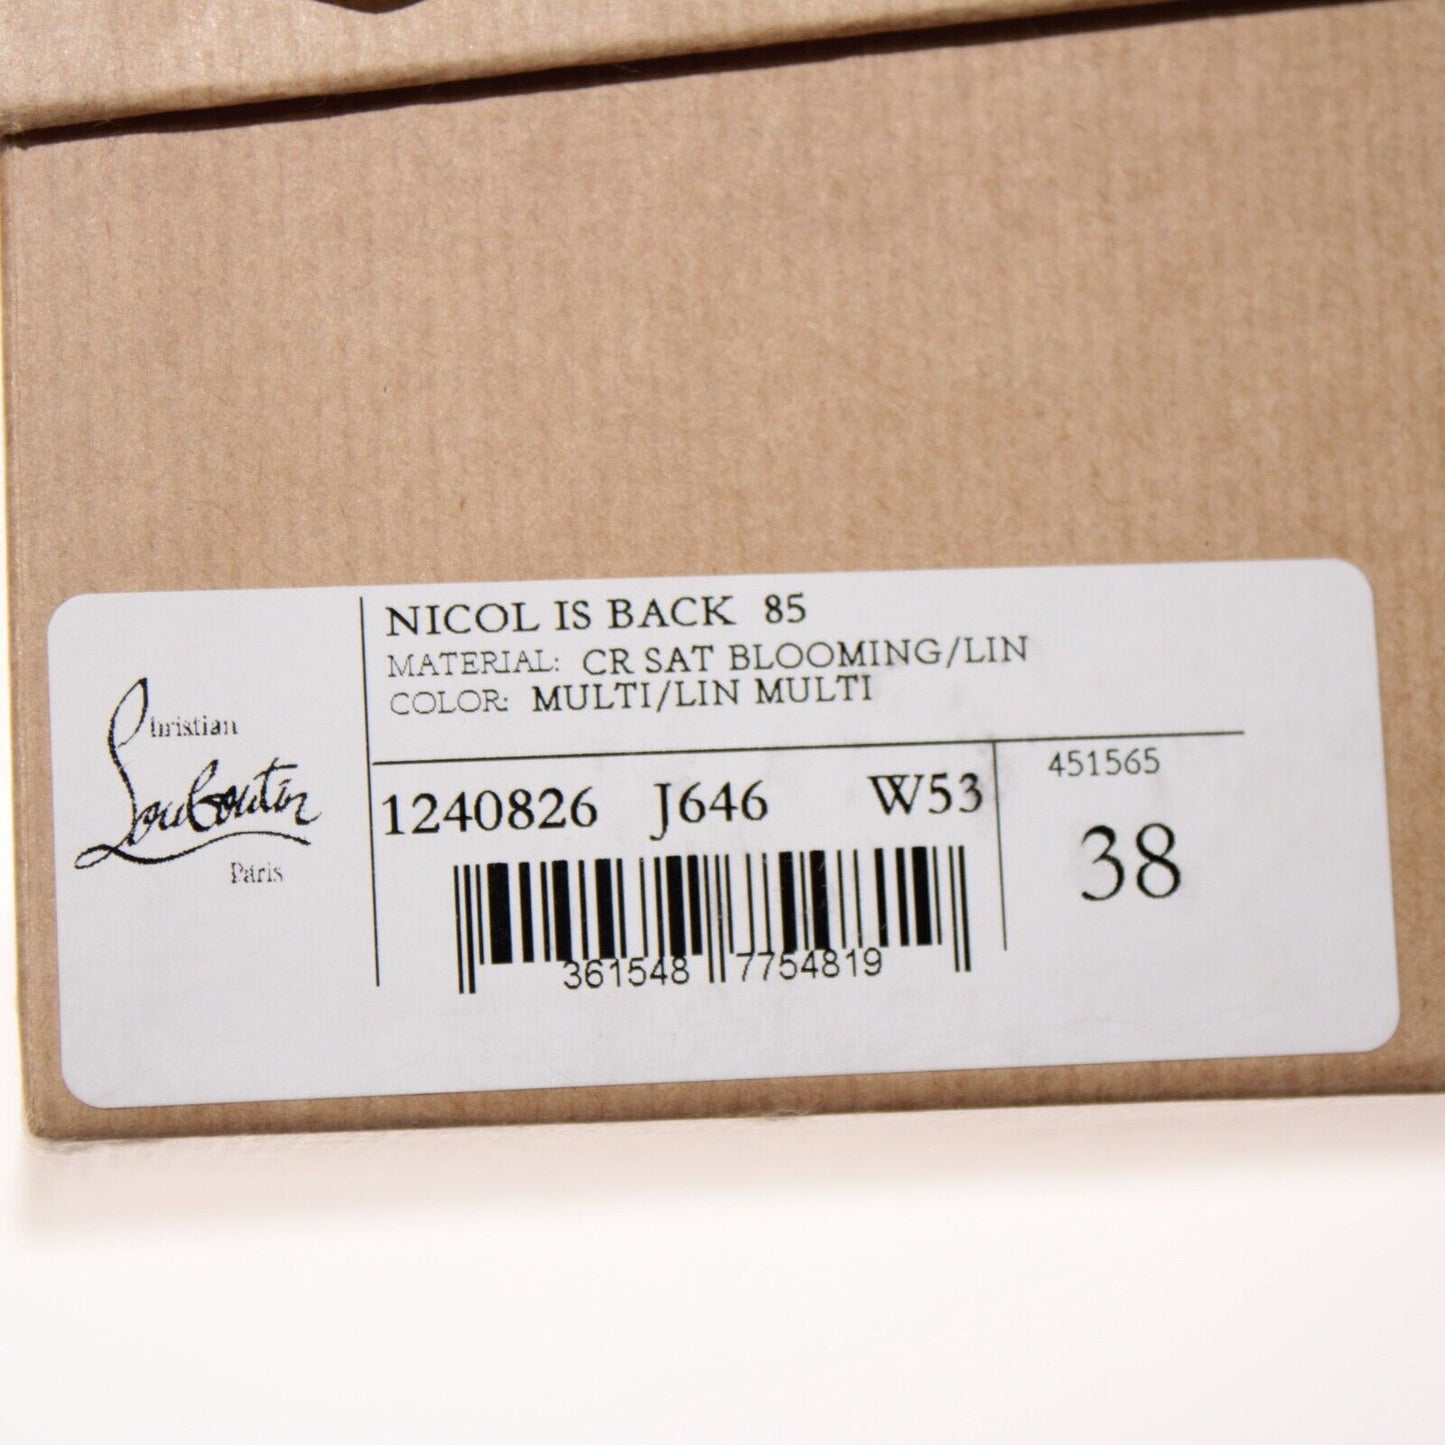 Christian
Louboutin
Paris
NICOL IS BACK 85
MATERIAL: CR SAT BLOOMING/LIN
COLOR: MULTI/LIN MULTI
1240826 J646 W53
451565
38
361548 7754819